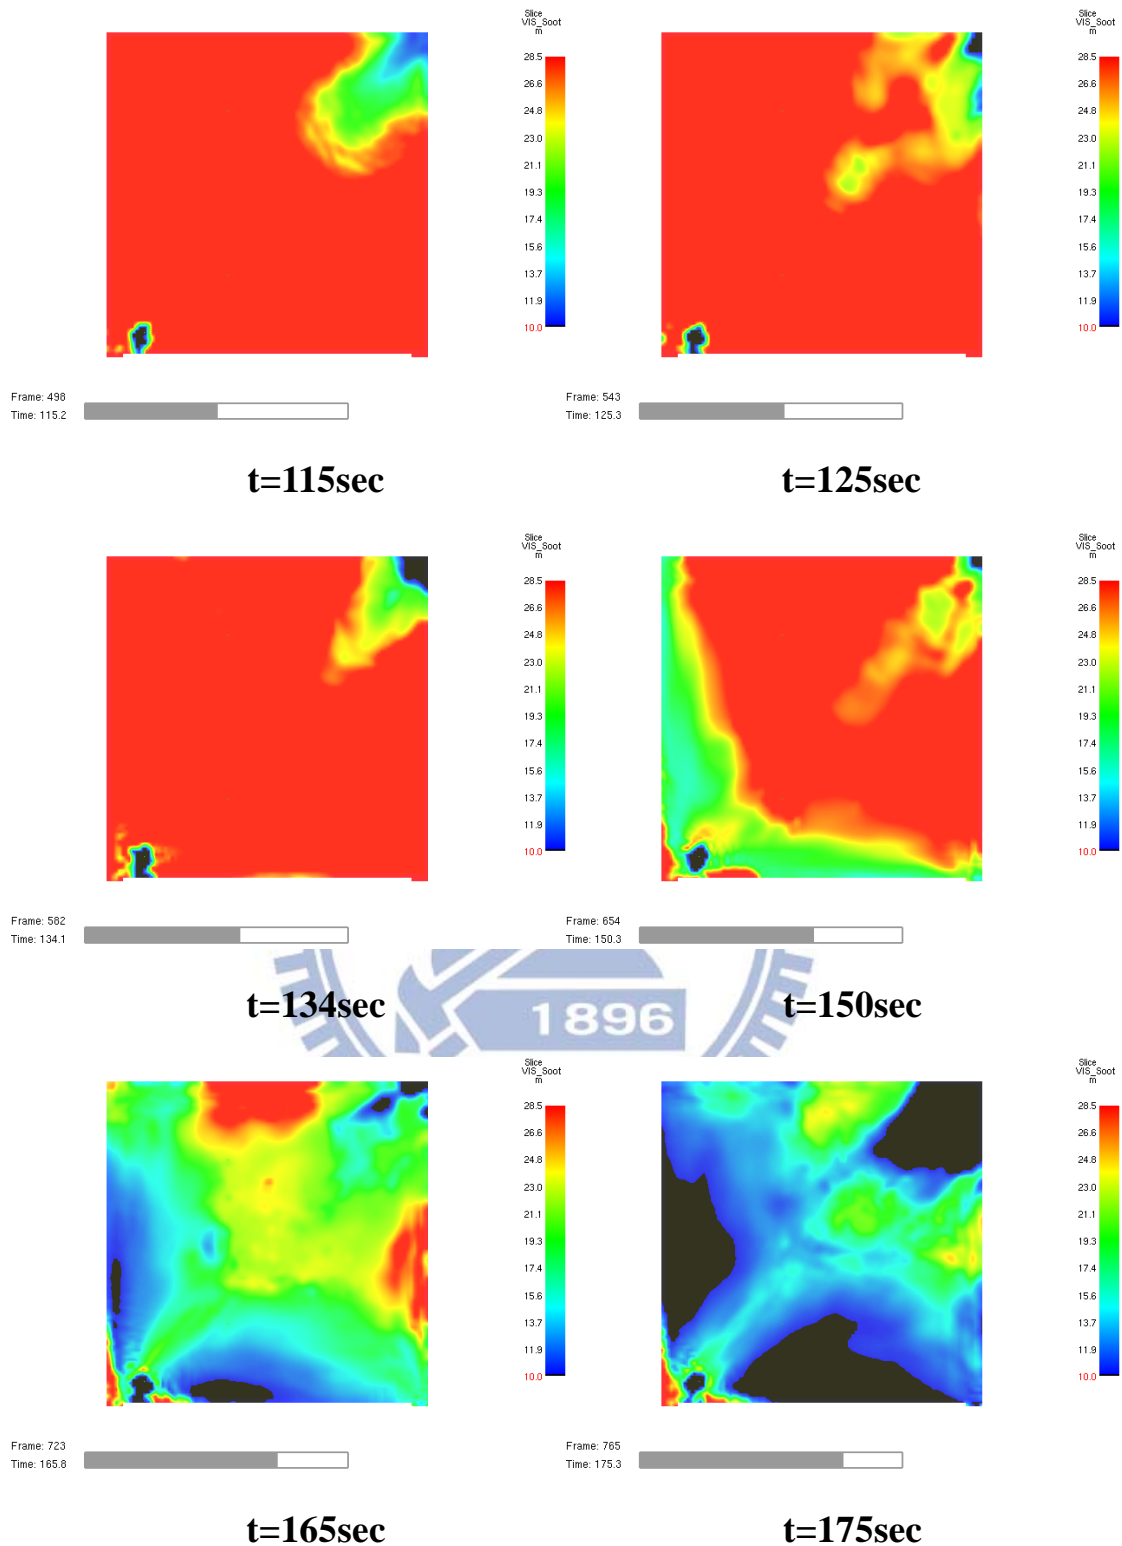 Slice
VIS_Soot
m
28.5
26.6
24.8
23.0
21.1
19.3
17.4
15.6
13.7
11.9
10.0
Frame: 498
Time: 115.2
t=115sec
Slice
VIS_Soot
m
28.5
26.6
24.8
23.0
21.1
19.3
17.4
15.6
13.7
11.9
10.0
Frame: 543
Time: 125.3
t=125sec
Slice
VIS_Soot
m
28.5
26.6
24.8
23.0
21.1
19.3
17.4
15.6
13.7
11.9
10.0
Frame: 582
Time: 134.1
t=134sec
Slice
VIS_Soot
m
28.5
26.6
24.8
23.0
21.1
19.3
17.4
15.6
13.7
11.9
10.0
Frame: 654
Time: 150.3
t=150sec
1896
Slice
VIS_Soot
m
28.5
26.6
24.8
23.0
21.1
19.3
17.4
15.6
13.7
11.9
10.0
Frame: 723
Time: 165.8
t=165sec
Slice
VIS_Soot
m
28.5
26.6
24.8
23.0
21.1
19.3
17.4
15.6
13.7
11.9
10.0
Frame: 765
Time: 175.3
t=175sec